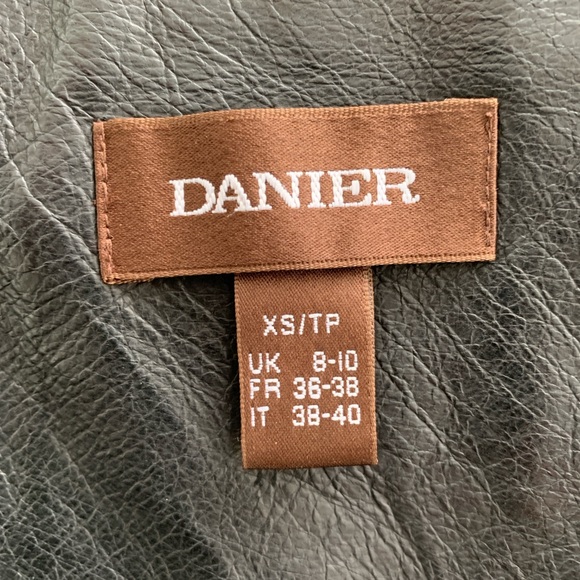 DANIER
XS/TP
UK 8-10
FR 36-38
IT 38-40